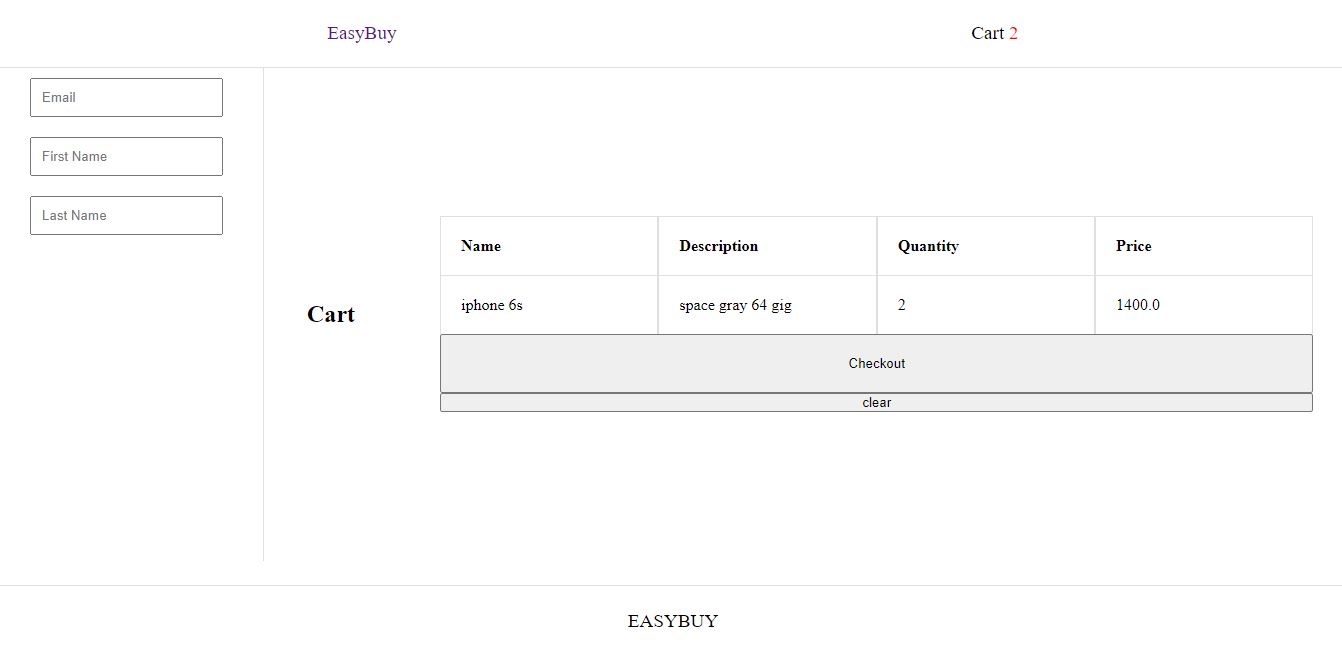 EasyBuy
Cart 2
Email
First Name
Last Name
Cart
Name Description Quantity Price
iphone 6s space gray 64 gig 2 1400.0
Checkout
clear
EASYBUY